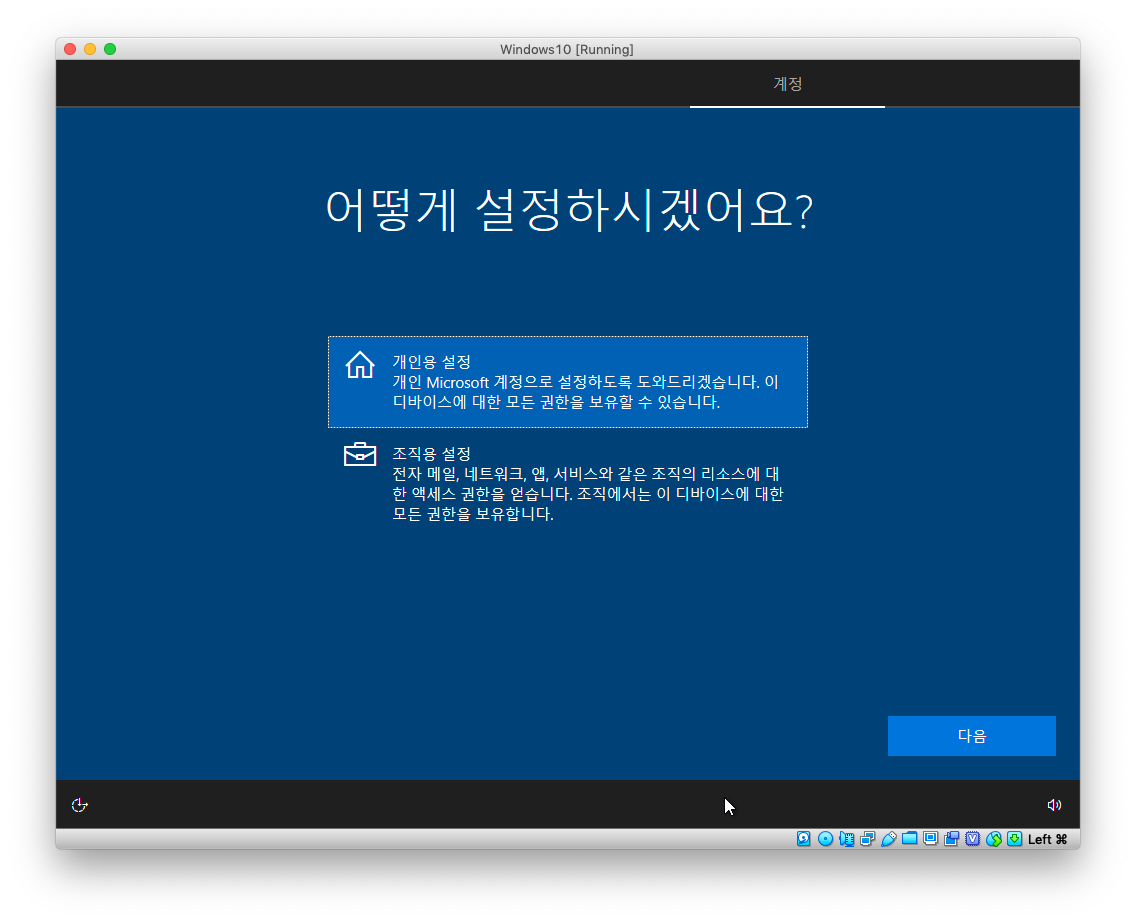 Windows10 [Running]
계정
어떻게 설정하시겠어요?
개인용 설정
개인 Microsoft 계정으로 설정하도록 도와드리겠습니다. 이
디바이스에 대한 모든 권한을 보유할 수 있습니다.
조직용 설정
전자 메일, 네트워크, 앱, 서비스와 같은 조직의 리소스에 대
한 액세스 권한을 얻습니다. 조직에서는 이 디바이스에 대한
모든 권한을 보유합니다.
다음
Left ⌘